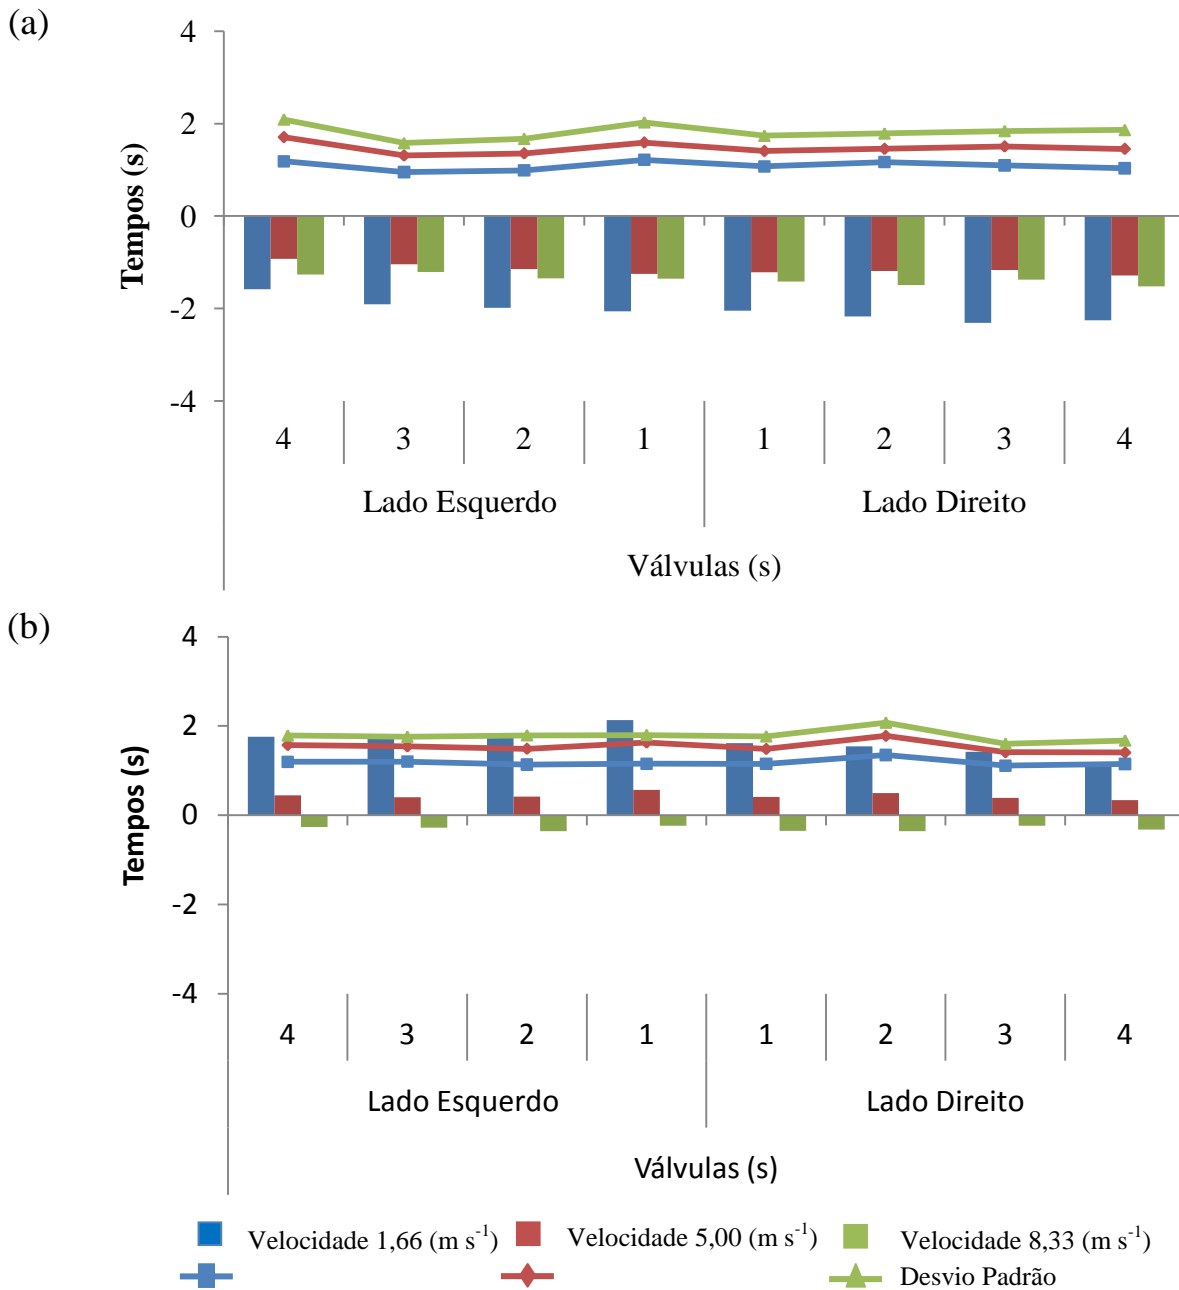 (a)
4
2
0
-2
-4
Tempos (s)
4 3 2 1 1 2 3 4
Lado Esquerdo Lado Direito
Válvulas (s)
(b)
4
2
0
-2
-4
Tempos (s)
4 3 2 1 1 2 3 4
Lado Esquerdo Lado Direito
Válvulas (s)
Velocidade 1,66 (m s⁻¹) Velocidade 5,00 (m s⁻¹) Velocidade 8,33 (m s⁻¹)
Desvio Padrão